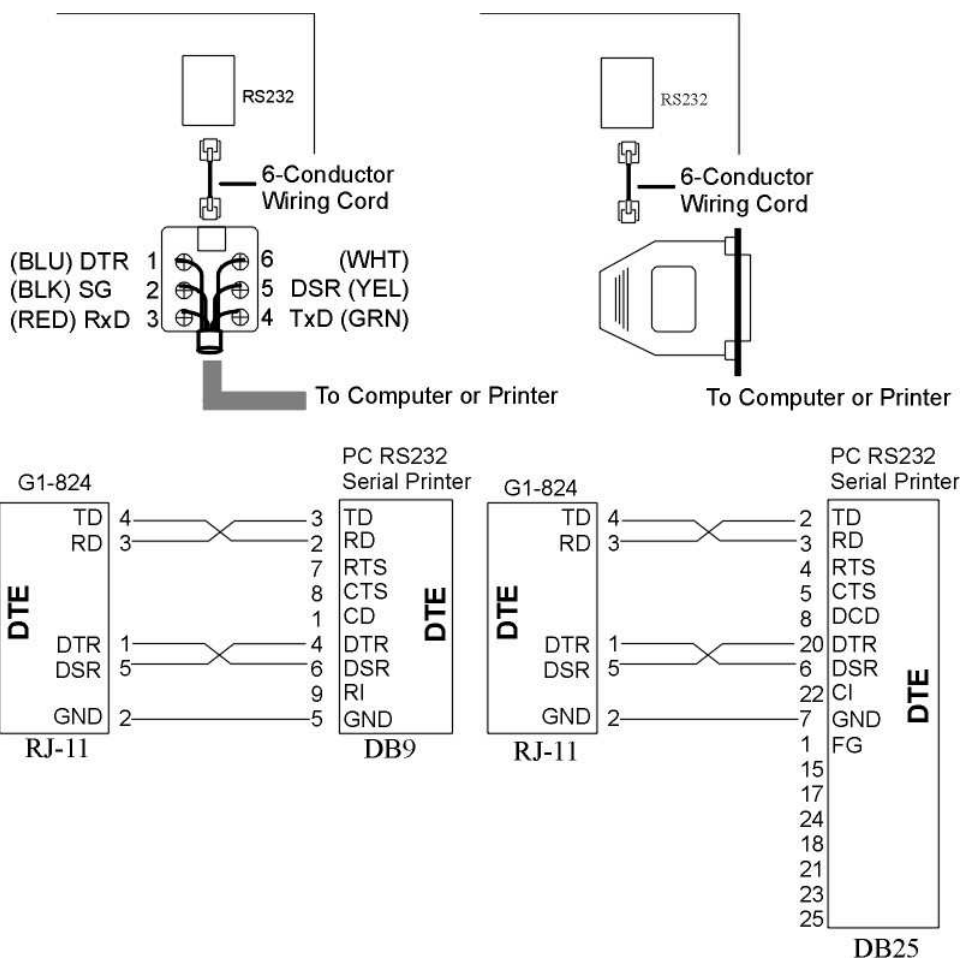 RS232
6-Conductor
Wiring Cord
(BLU) DTR 1 6 (WHT)
(BLK) SG 2 5 DSR (YEL)
(RED) RxD 3 4 TxD (GRN)
To Computer or Printer
RS232
6-Conductor
Wiring Cord
To Computer or Printer
G1-824
PC RS232
Serial Printer
TD 4 3 TD
RD 3 2 RD
7 RTS
8 CTS
1 CD
DTE
DTE
DTR 1 4 DTR
DSR 5 6 DSR
9 RI
GND 2 5 GND
RJ-11
DB9
G1-824
PC RS232
Serial Printer
TD 4 2 TD
RD 3 3 RD
4 RTS
5 CTS
8 DCD
DTE
DTR 1 20 DTR
DSR 5 6 DSR
DTE
22 CI
GND 2 7 GND
1 FG
RJ-11
15
17
24
18
21
23
25
DB25